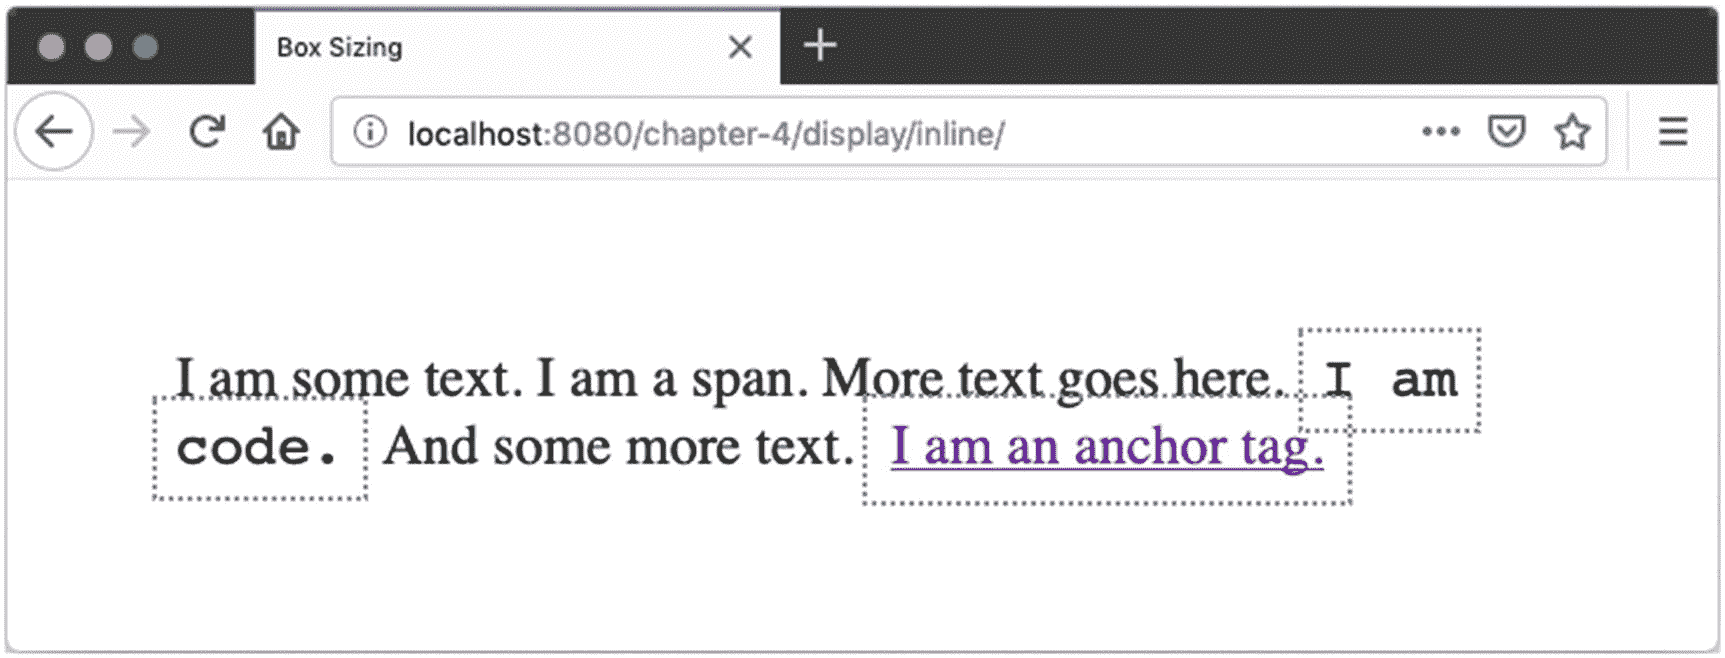 Box Sizing
localhost:8080/chapter-4/display/inline/
I am some text. I am a span. More text goes here. I am
code. And some more text. I am an anchor tag.